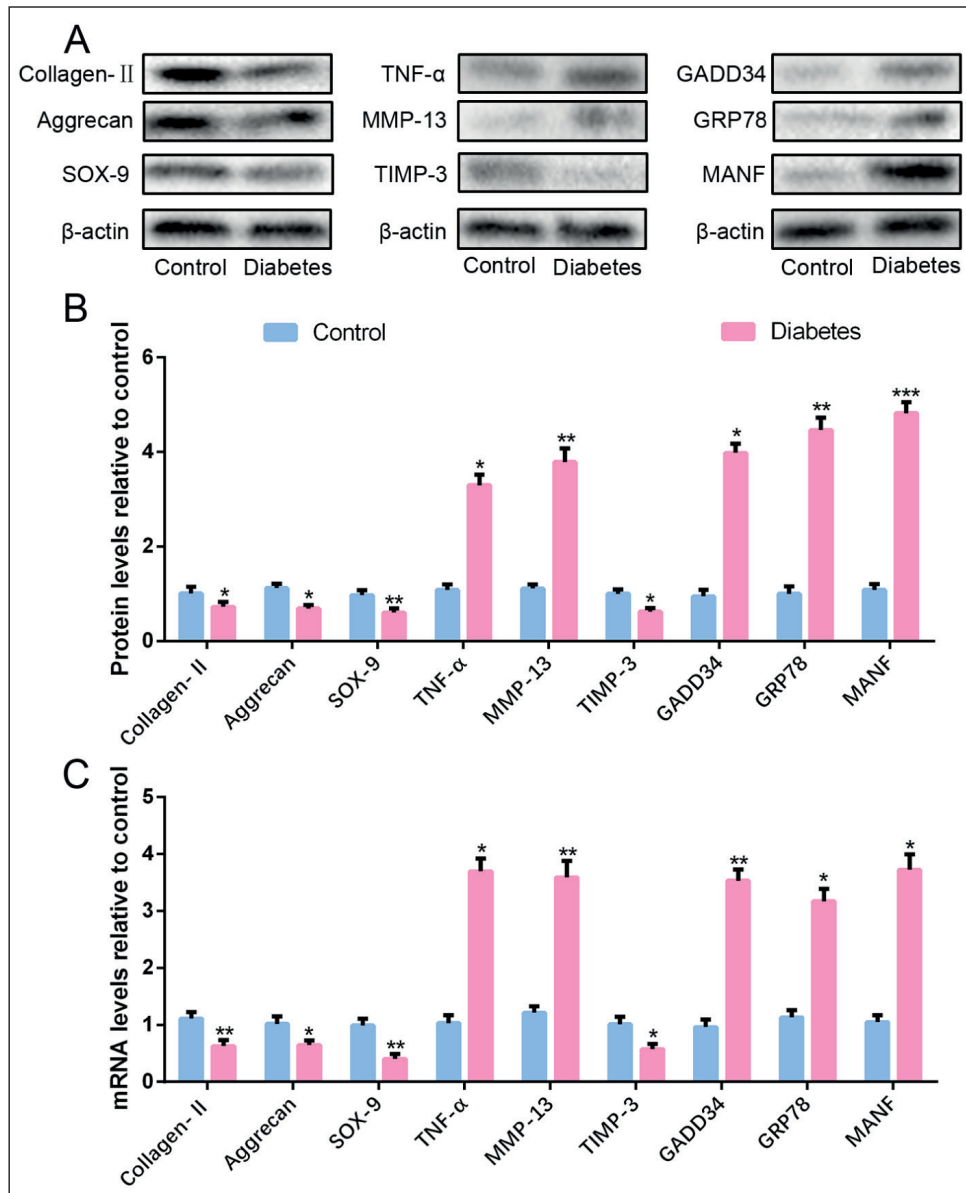 A
Collagen- Ⅱ
Aggrecan
SOX-9
β-actin
Control Diabetes
TNF-α
MMP-13
TIMP-3
β-actin
Control Diabetes
GADD34
GRP78
MANF
β-actin
Control Diabetes
B
Control
Diabetes
Protein levels relative to control
6
4
2
0
* * ** * ** * * ** ***
Collagen- II
Aggrecan
SOX-9
TNF-α
MMP-13
TIMP-3
GADD34
GRP78
MANF
C
mRNA levels relative to control
5
4
3
2
1
0
** * ** * ** * ** * *
Collagen- II
Aggrecan
SOX-9
TNF-α
MMP-13
TIMP-3
GADD34
GRP78
MANF